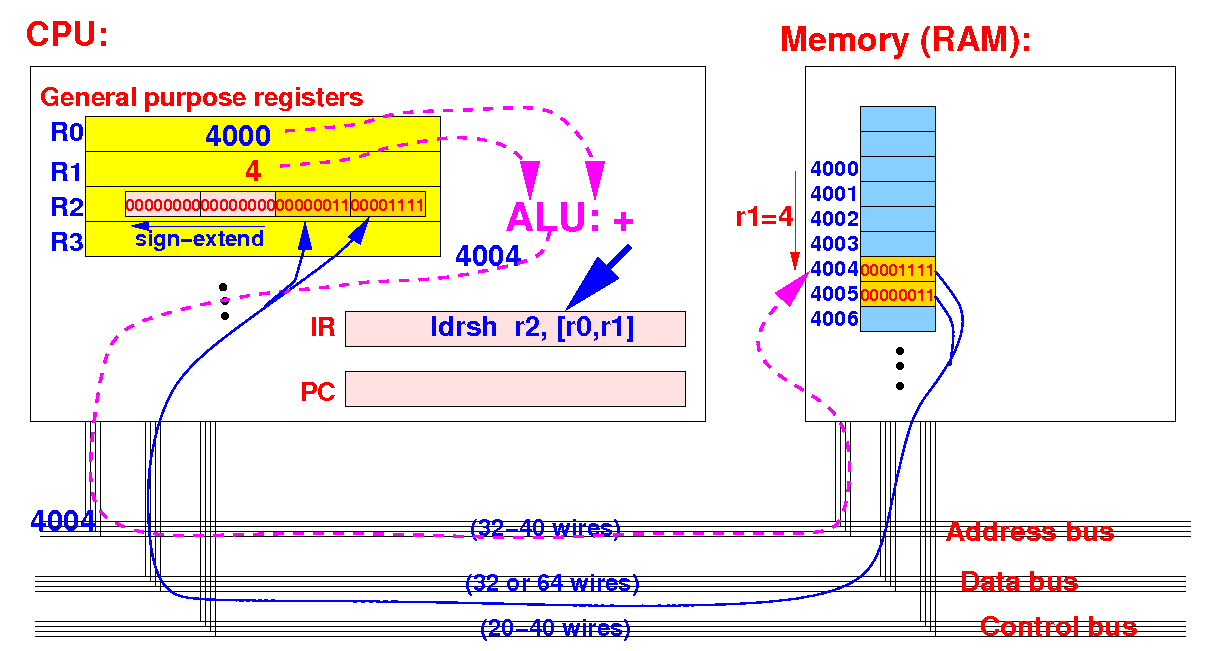 CPU:
Memory (RAM):
General purpose registers
R0 4000
R1 4
R2 00000000 00000000 00000011 00001111
R3 sign-extend
ALU: +
4004
IR ldrsh r2, [r0,r1]
PC
r1=4
4000
4001
4002
4003
4004 00001111
4005 00000011
4006
4004
(32-40 wires)
Address bus
(32 or 64 wires)
Data bus
(20-40 wires)
Control bus